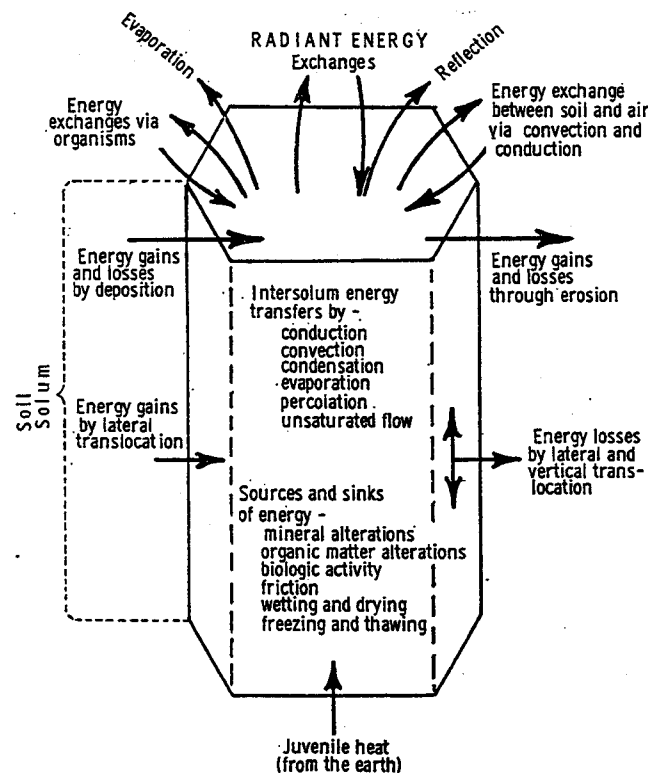 Evaporation
RADIANT ENERGY
Exchanges
Reflection
Energy
exchanges via
organisms
Energy exchange
between soil and air
via convection and
conduction
Energy gains
and losses
by deposition
Energy gains
and losses
through erosion
Intersolum energy
transfers by -
conduction
convection
condensation
evaporation
percolation
unsaturated flow
Soil
Solum
Energy gains
by lateral
translocation
Energy losses
by lateral and
vertical trans-
location
Sources and sinks
of energy -
mineral alterations
organic matter alterations
biologic activity
friction
wetting and drying
freezing and thawing
Juvenile heat
(from the earth)